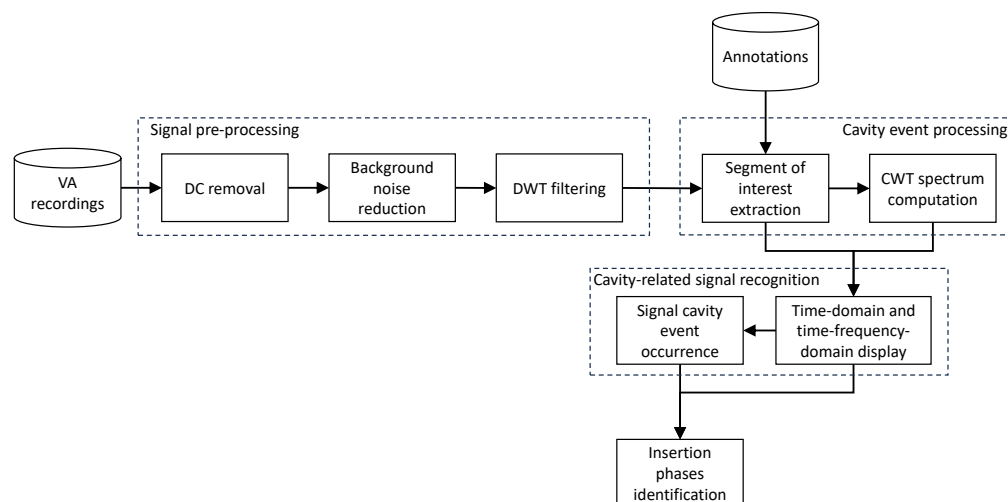 Annotations
Signal pre-processing
Cavity event processing
VA
recordings
DC removal
Background
noise
reduction
DWT filtering
Segment of
interest
extraction
CWT spectrum
computation
Cavity-related signal recognition
Signal cavity
event
occurrence
Time-domain and
time-frequency-
domain display
Insertion
phases
identification